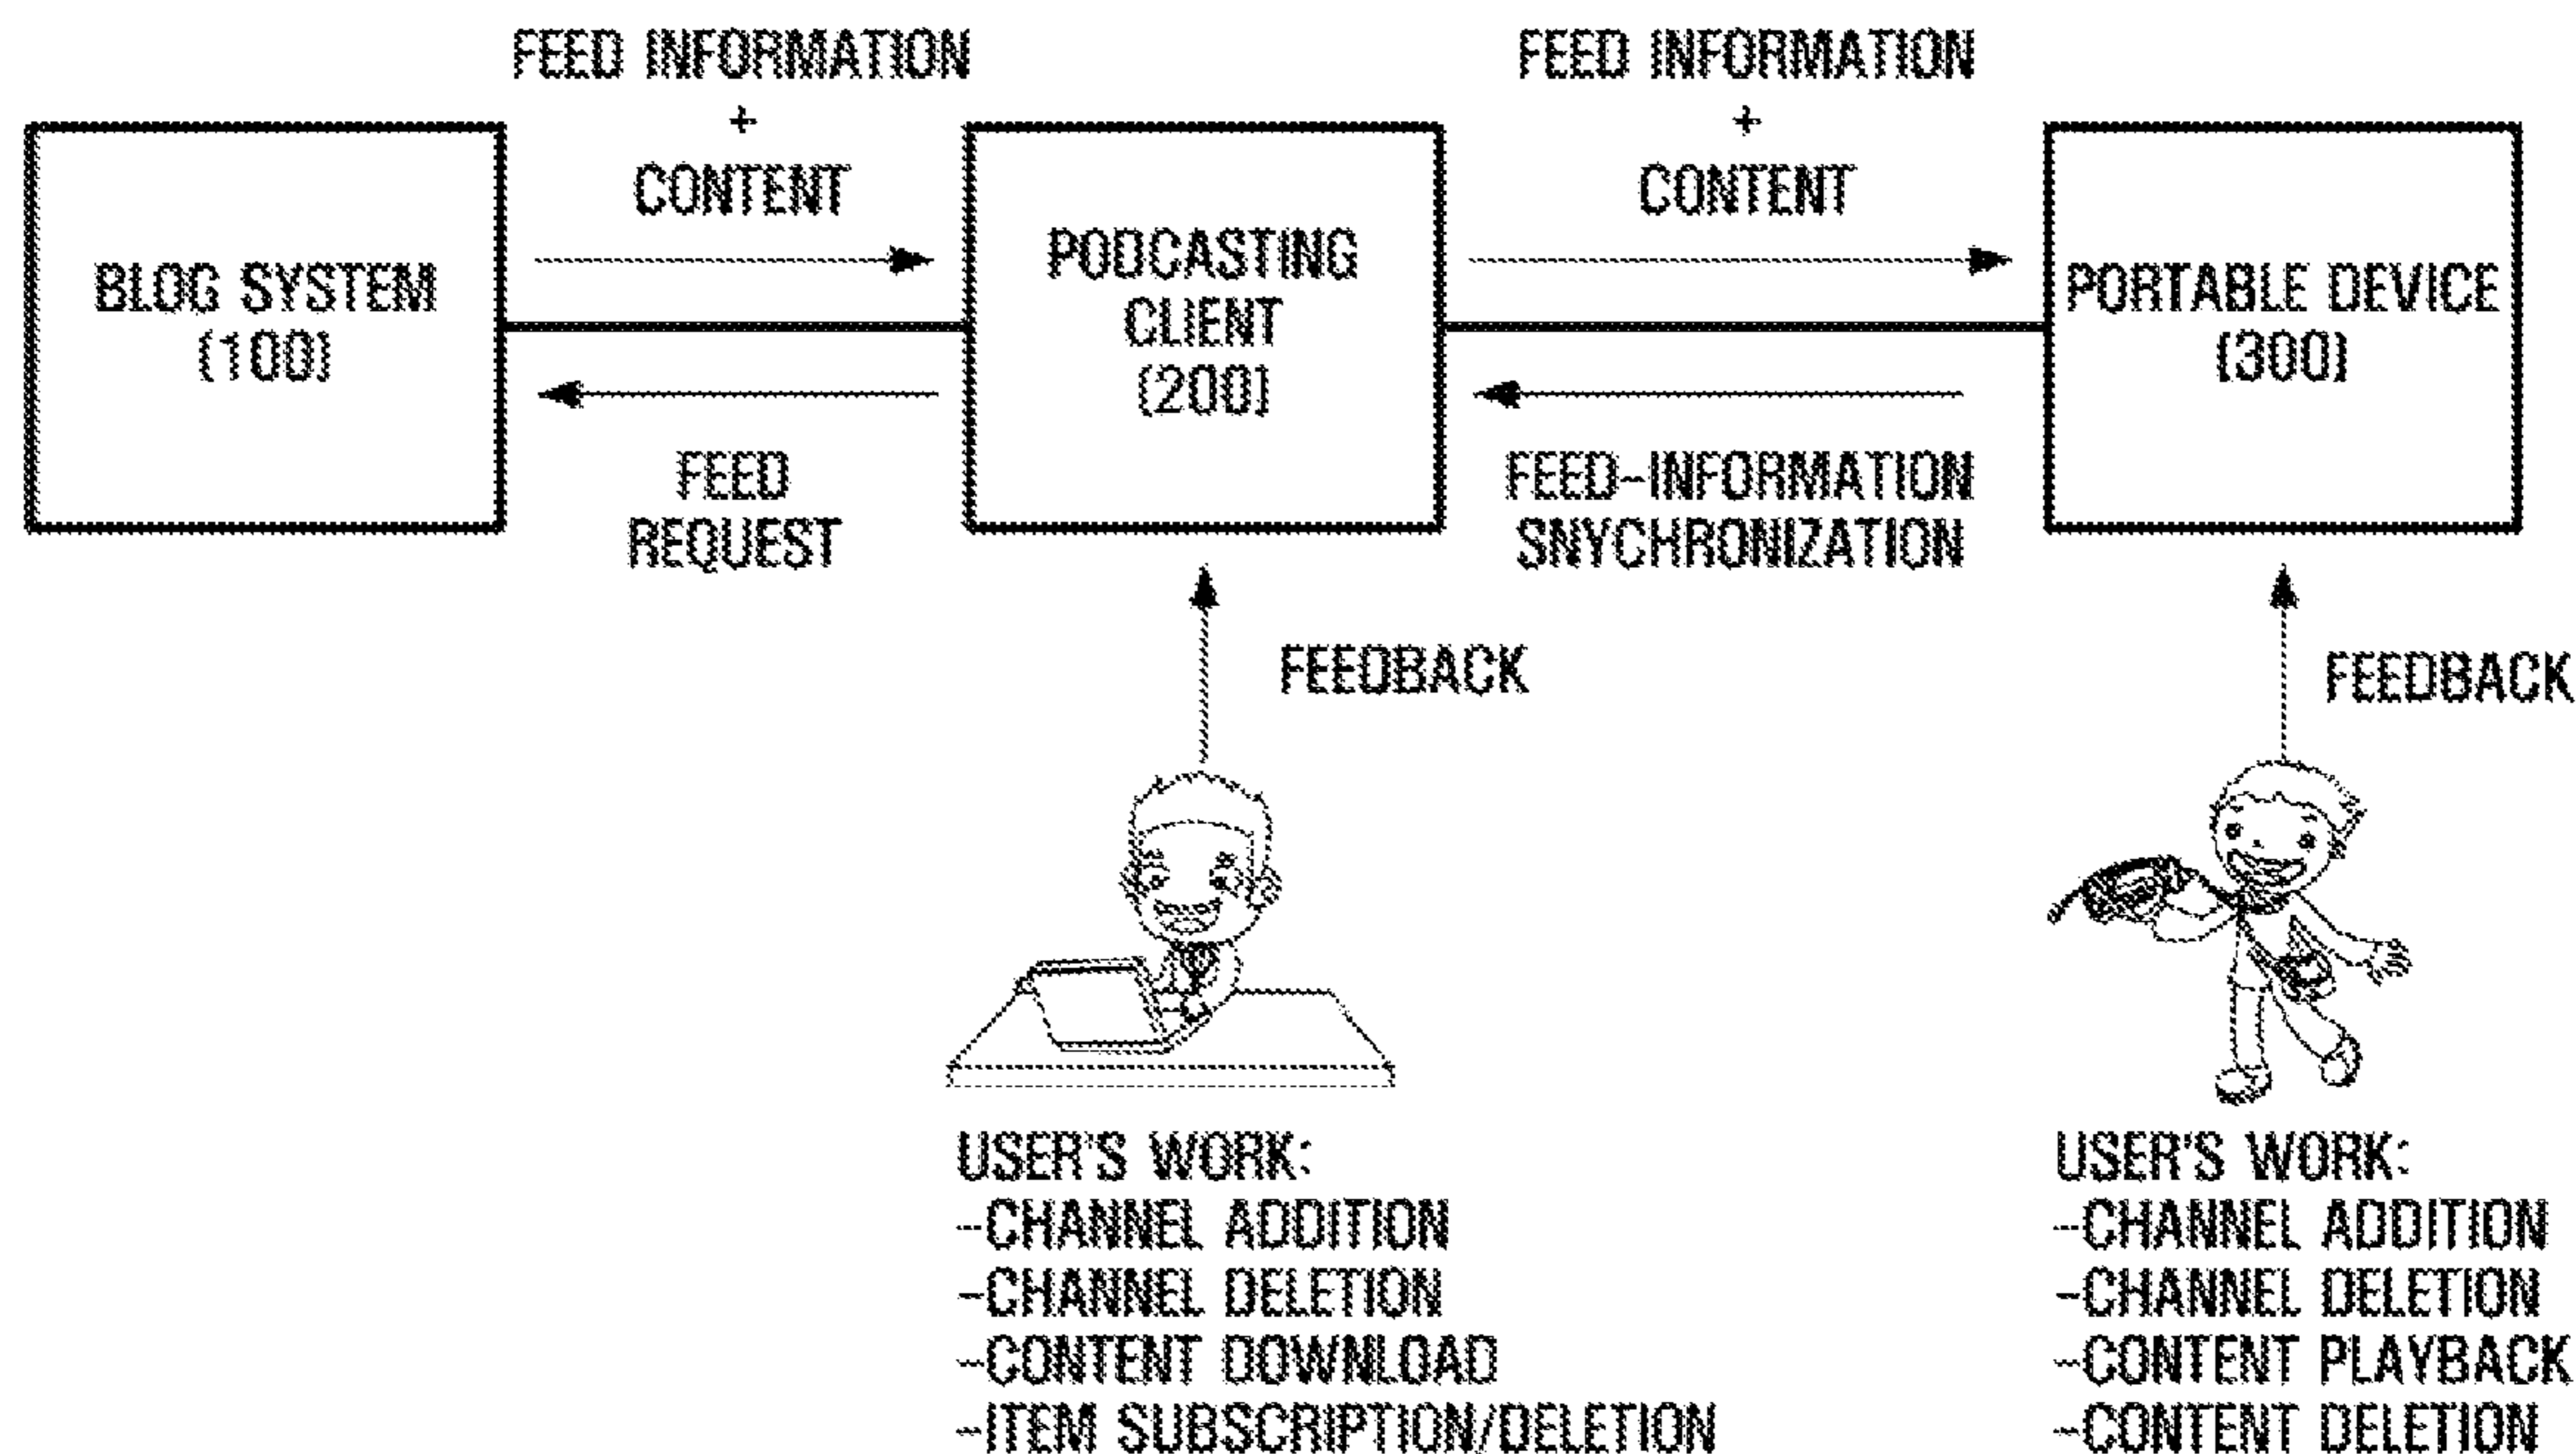 FEED INFORMATION
+
CONTENT
FEED INFORMATION
+
CONTENT
BLOG SYSTEM
(100)
PODCASTING
CLIENT
(200)
PORTABLE DEVICE
(300)
FEED
REQUEST
FEED-INFORMATION
SNYCHRONIZATION
FEEDBACK
FEEDBACK
USER'S WORK:
-CHANNEL ADDITION
-CHANNEL DELETION
-CONTENT DOWNLOAD
-ITEM SUBSCRIPTION/DELETION
USER'S WORK:
-CHANNEL ADDITION
-CHANNEL DELETION
-CONTENT PLAYBACK
-CONTENT DELETION